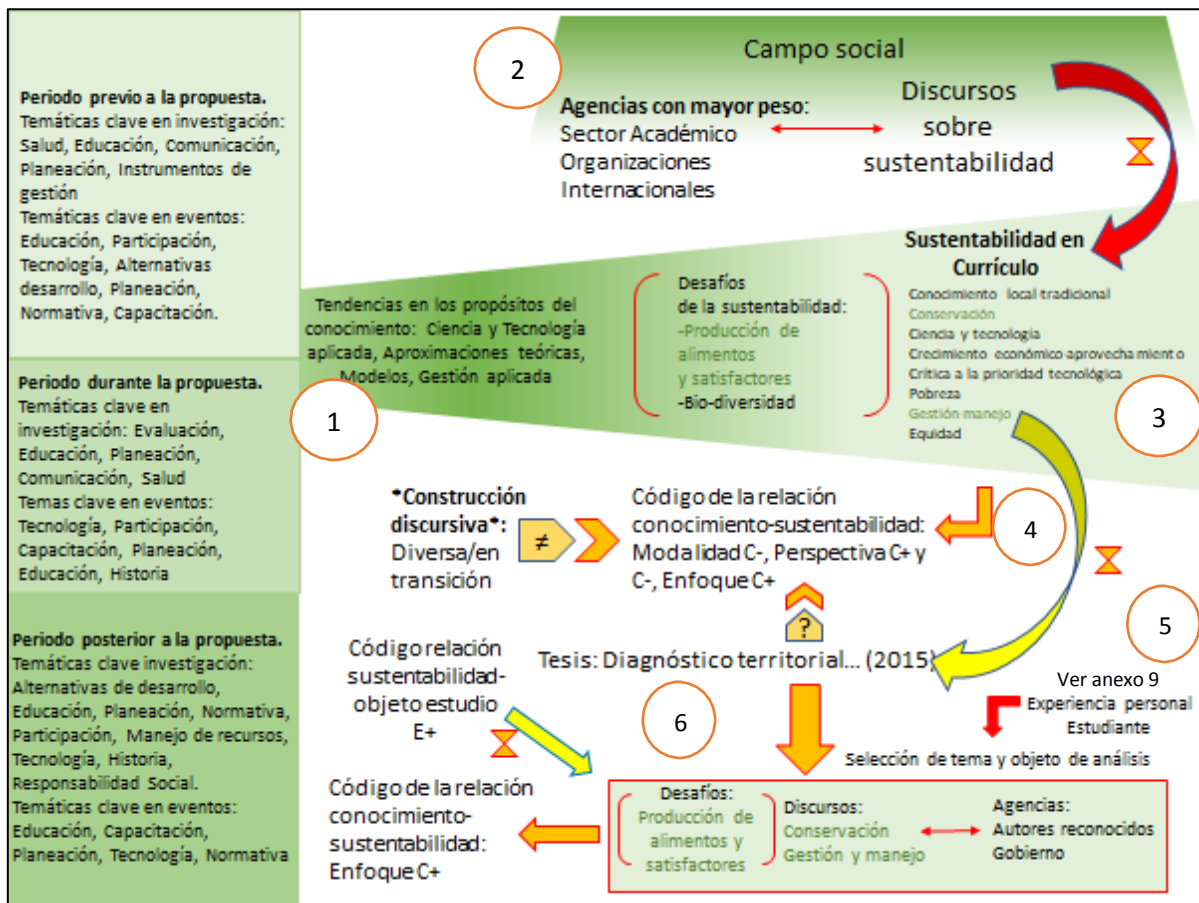 Periodo previo a la propuesta.
Temáticas clave en investigación:
Salud, Educación, Comunicación,
Planeación, Instrumentos de
gestión
Temáticas clave en eventos:
Educación, Participación,
Tecnología, Alternativas
desarrollo, Planeación,
Normativa, Capacitación.
Periodo durante la propuesta.
Temáticas clave en
investigación: Evaluación,
Educación, Planeación,
Comunicación, Salud
Temas clave en eventos:
Tecnología, Participación,
Capacitación, Planeación,
Educación, Historia
Periodo posterior a la propuesta.
Temáticas clave investigación:
Alternativas de desarrollo,
Educación, Planeación, Normativa,
Participación, Manejo de recursos,
Tecnología, Historia,
Responsabilidad Social.
Temáticas clave en eventos:
Educación, Capacitación,
Planeación, Tecnología, Normativa
1
2
Campo social
Agencias con mayor peso:
Sector Académico
Organizaciones
Internacionales
Discursos
sobre
sustentabilidad
Tendencias en los propósitos del
conocimiento: Ciencia y Tecnología
aplicada, Aproximaciones teóricas,
Modelos, Gestión aplicada
Desafíos
de la sustentabilidad:
-Producción de
alimentos
y satisfactores
-Bio-diversidad
Sustentabilidad en
Currículo
Conocimiento local-tradicional
Conservación
Ciencia y tecnología
Crecimiento económico-aprovechamiento
Crítica a la prioridad tecnológica
Pobreza
Gestión-manejo
Equidad
3
*Construcción
discursiva*:
Diversa/en
transición
≠
Código de la relación
conocimiento-sustentabilidad:
Modalidad C-, Perspectiva C+ y
C-, Enfoque C+
4
?
Tesis: Diagnóstico territorial... (2015)
5
Ver anexo 9
Experiencia personal
Estudiante
Selección de tema y objeto de análisis
Código relación
sustentabilidad-
objeto estudio
E+
6
Código de la relación
conocimiento-
sustentabilidad:
Enfoque C+
Desafíos:
Producción de
alimentos y
satisfactores
Discursos:
Conservación
Gestión y manejo
Agencias:
Autores reconocidos
Gobierno